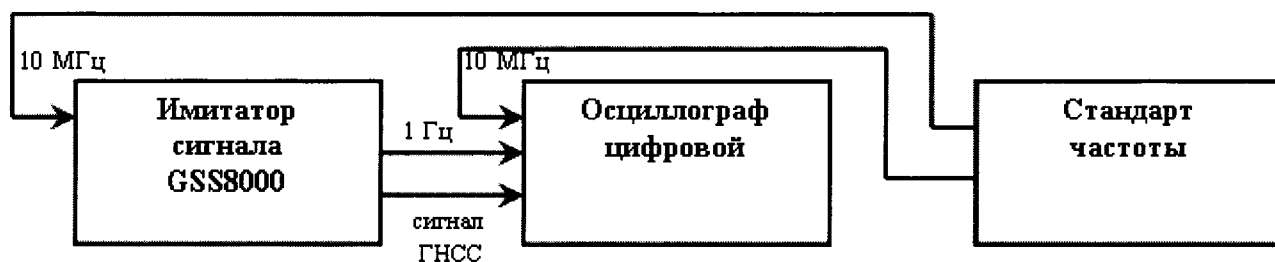 10 МГц
10 МГц
Имитатор
сигнала
GSS8000
1 Гц
сигнал
ГНСС
Осциллограф
цифровой
Стандарт
частоты